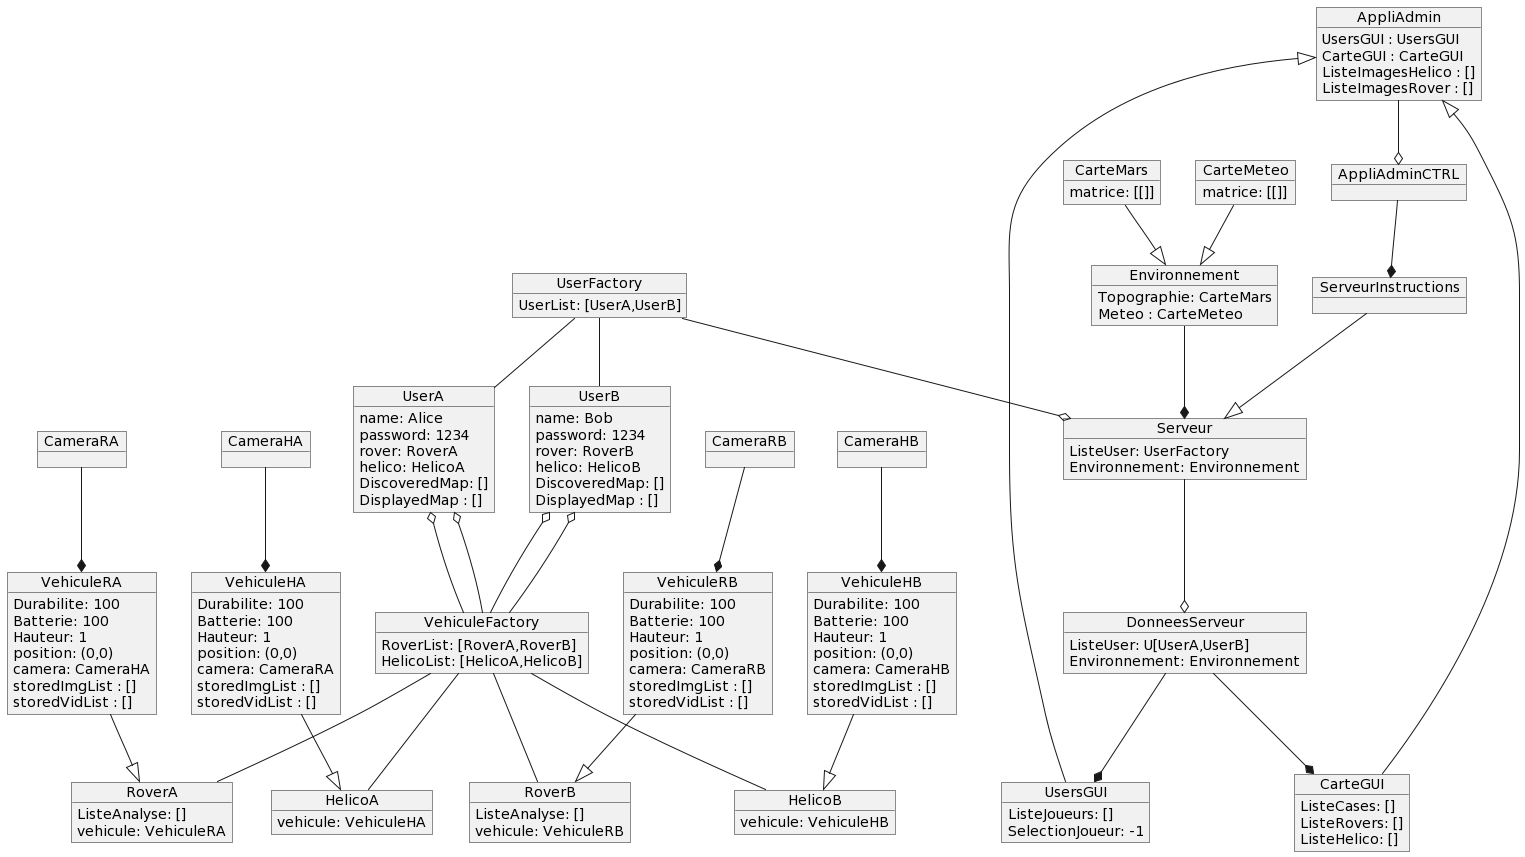 AppliAdmin
UsersGUI : UsersGUI
CarteGUI : CarteGUI
ListeImagesHelico : []
ListeImagesRover : []
CarteMars
matrice: [[]]
CarteMeteo
matrice: [[]]
AppliAdminCTRL
UserFactory
UserList: [UserA,UserB]
Environnement
Topographie: CarteMars
Meteo : CarteMeteo
ServeurInstructions
CameraRA
CameraHA
UserA
name: Alice
password: 1234
rover: RoverA
helico: HelicoA
DiscoveredMap: []
DisplayedMap : []
UserB
name: Bob
password: 1234
rover: RoverB
helico: HelicoB
DiscoveredMap: []
DisplayedMap : []
CameraRB
CameraHB
Serveur
ListeUser: UserFactory
Environnement: Environnement
VehiculeRA
Durabilite: 100
Batterie: 100
Hauteur: 1
position: (0,0)
camera: CameraHA
storedImgList : []
storedVidList : []
VehiculeHA
Durabilite: 100
Batterie: 100
Hauteur: 1
position: (0,0)
camera: CameraRA
storedImgList : []
storedVidList : []
VehiculeFactory
RoverList: [RoverA,RoverB]
HelicoList: [HelicoA,HelicoB]
VehiculeRB
Durabilite: 100
Batterie: 100
Hauteur: 1
position: (0,0)
camera: CameraRB
storedImgList : []
storedVidList : []
VehiculeHB
Durabilite: 100
Batterie: 100
Hauteur: 1
position: (0,0)
camera: CameraHB
storedImgList : []
storedVidList : []
DonneesServeur
ListeUser: U[UserA,UserB]
Environnement: Environnement
RoverA
ListeAnalyse: []
vehicule: VehiculeRA
HelicoA
vehicule: VehiculeHA
RoverB
ListeAnalyse: []
vehicule: VehiculeRB
HelicoB
vehicule: VehiculeHB
UsersGUI
ListeJoueurs: []
SelectionJoueur: -1
CarteGUI
ListeCases: []
ListeRovers: []
ListeHelico: []